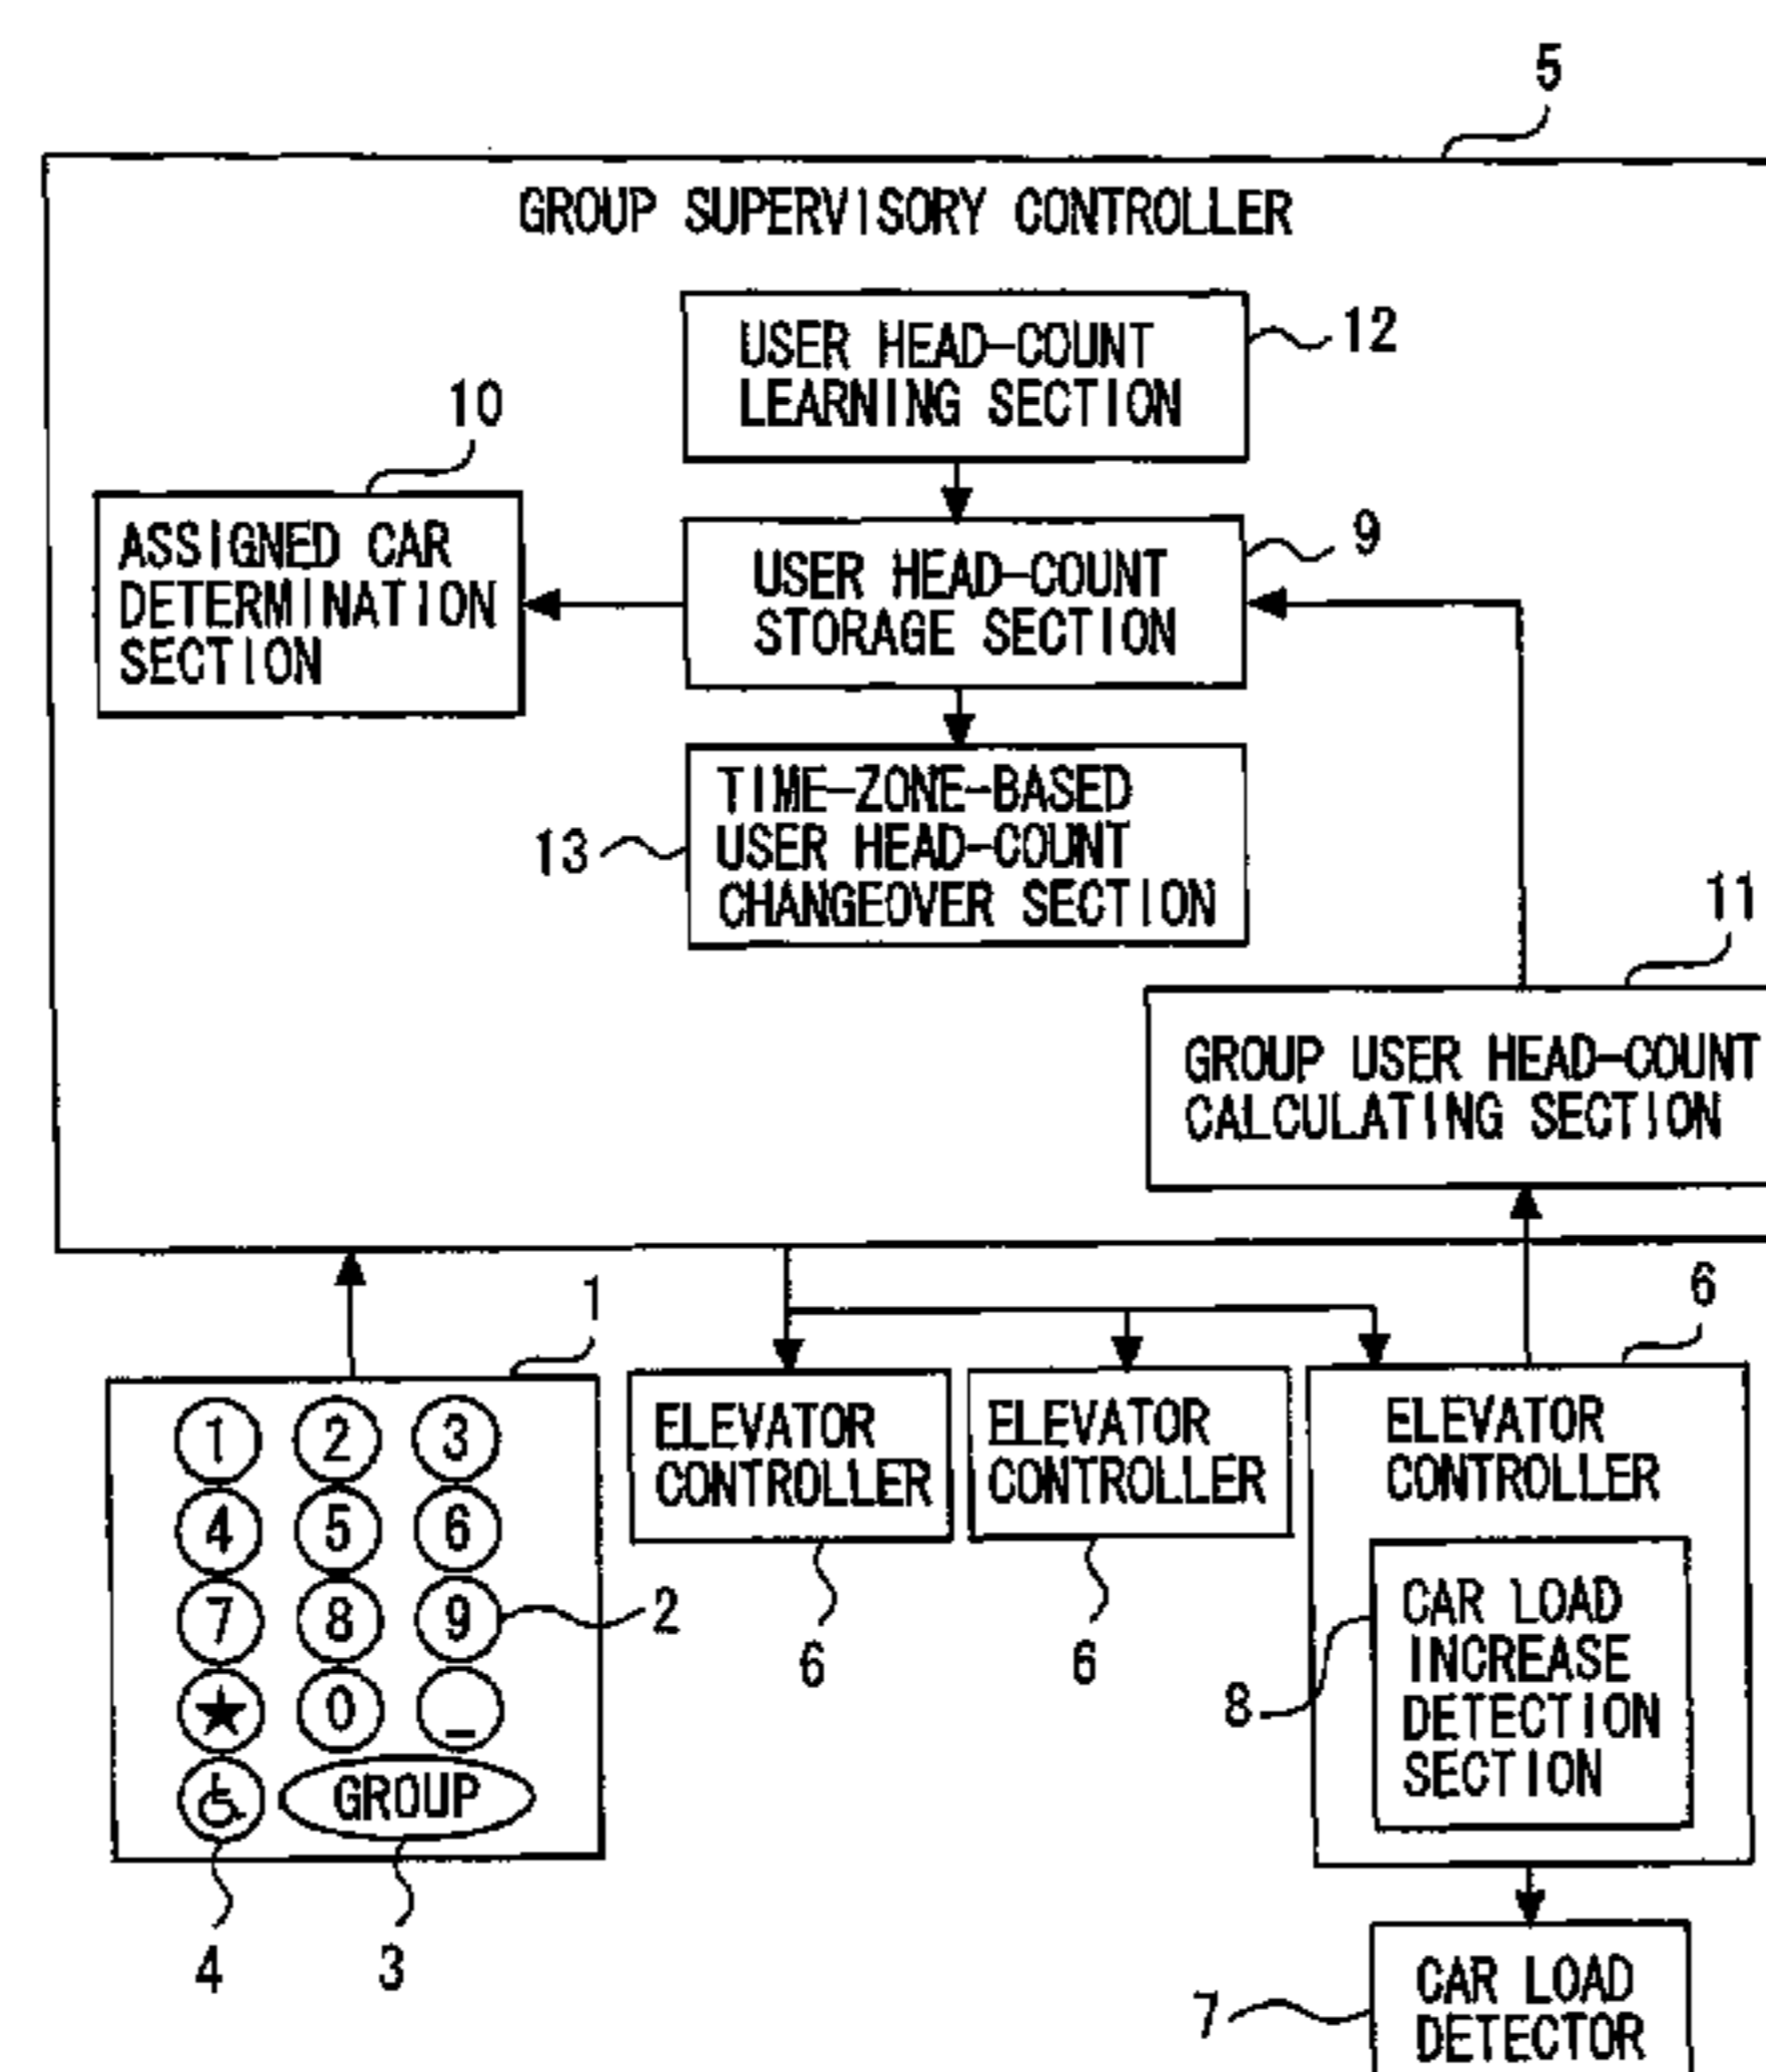 5
GROUP SUPERVISORY CONTROLLER
USER HEAD-COUNT
LEARNING SECTION
12
10
ASSIGNED CAR
DETERMINATION
SECTION
USER HEAD-COUNT
STORAGE SECTION
9
TIME-ZONE-BASED
USER HEAD-COUNT
CHANGEOVER SECTION
13
11
GROUP USER HEAD-COUNT
CALCULATING SECTION
1
1 2 3
4 5 6
7 8 9
★ 0 _
GROUP
2
4
3
ELEVATOR
CONTROLLER
6
ELEVATOR
CONTROLLER
6
6
ELEVATOR
CONTROLLER
CAR LOAD
INCREASE
DETECTION
SECTION
8
7
CAR LOAD
DETECTOR